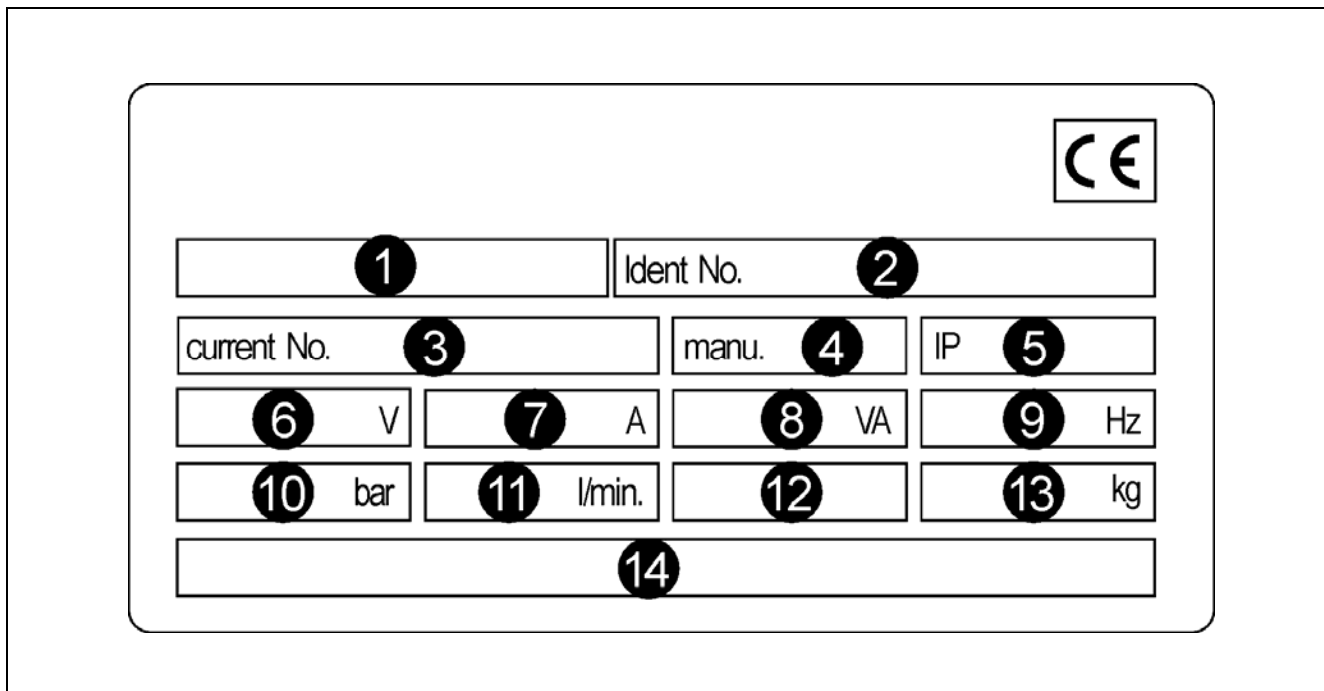 CE
1 Ident No. 2
current No. 3 manu. 4 IP 5
6 V 7 A 8 VA 9 Hz
10 bar 11 l/min. 12 13 kg
14